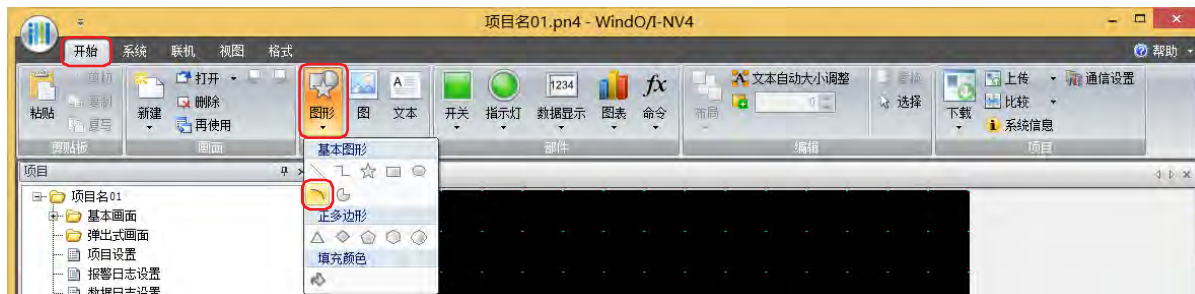 项目名01.pn4 - WindO/I-NV4
开始 系统 联机 视图 格式 帮助
剪切 打开 A 1234 fx 文本自动大小调整 替换 上传 通信设置
粘贴 复制 新建 删除 图形 图 文本 开关 指示灯 数据显示 图表 命令 布局 0 选择 下载 比较
重写 再使用 系统信息
剪贴板 画面 部件 编辑 项目
基本图形
项目
项目名01
基本画面
弹出式画面
项目设置
报警日志设置
数据日志设置
正多边形
填充颜色